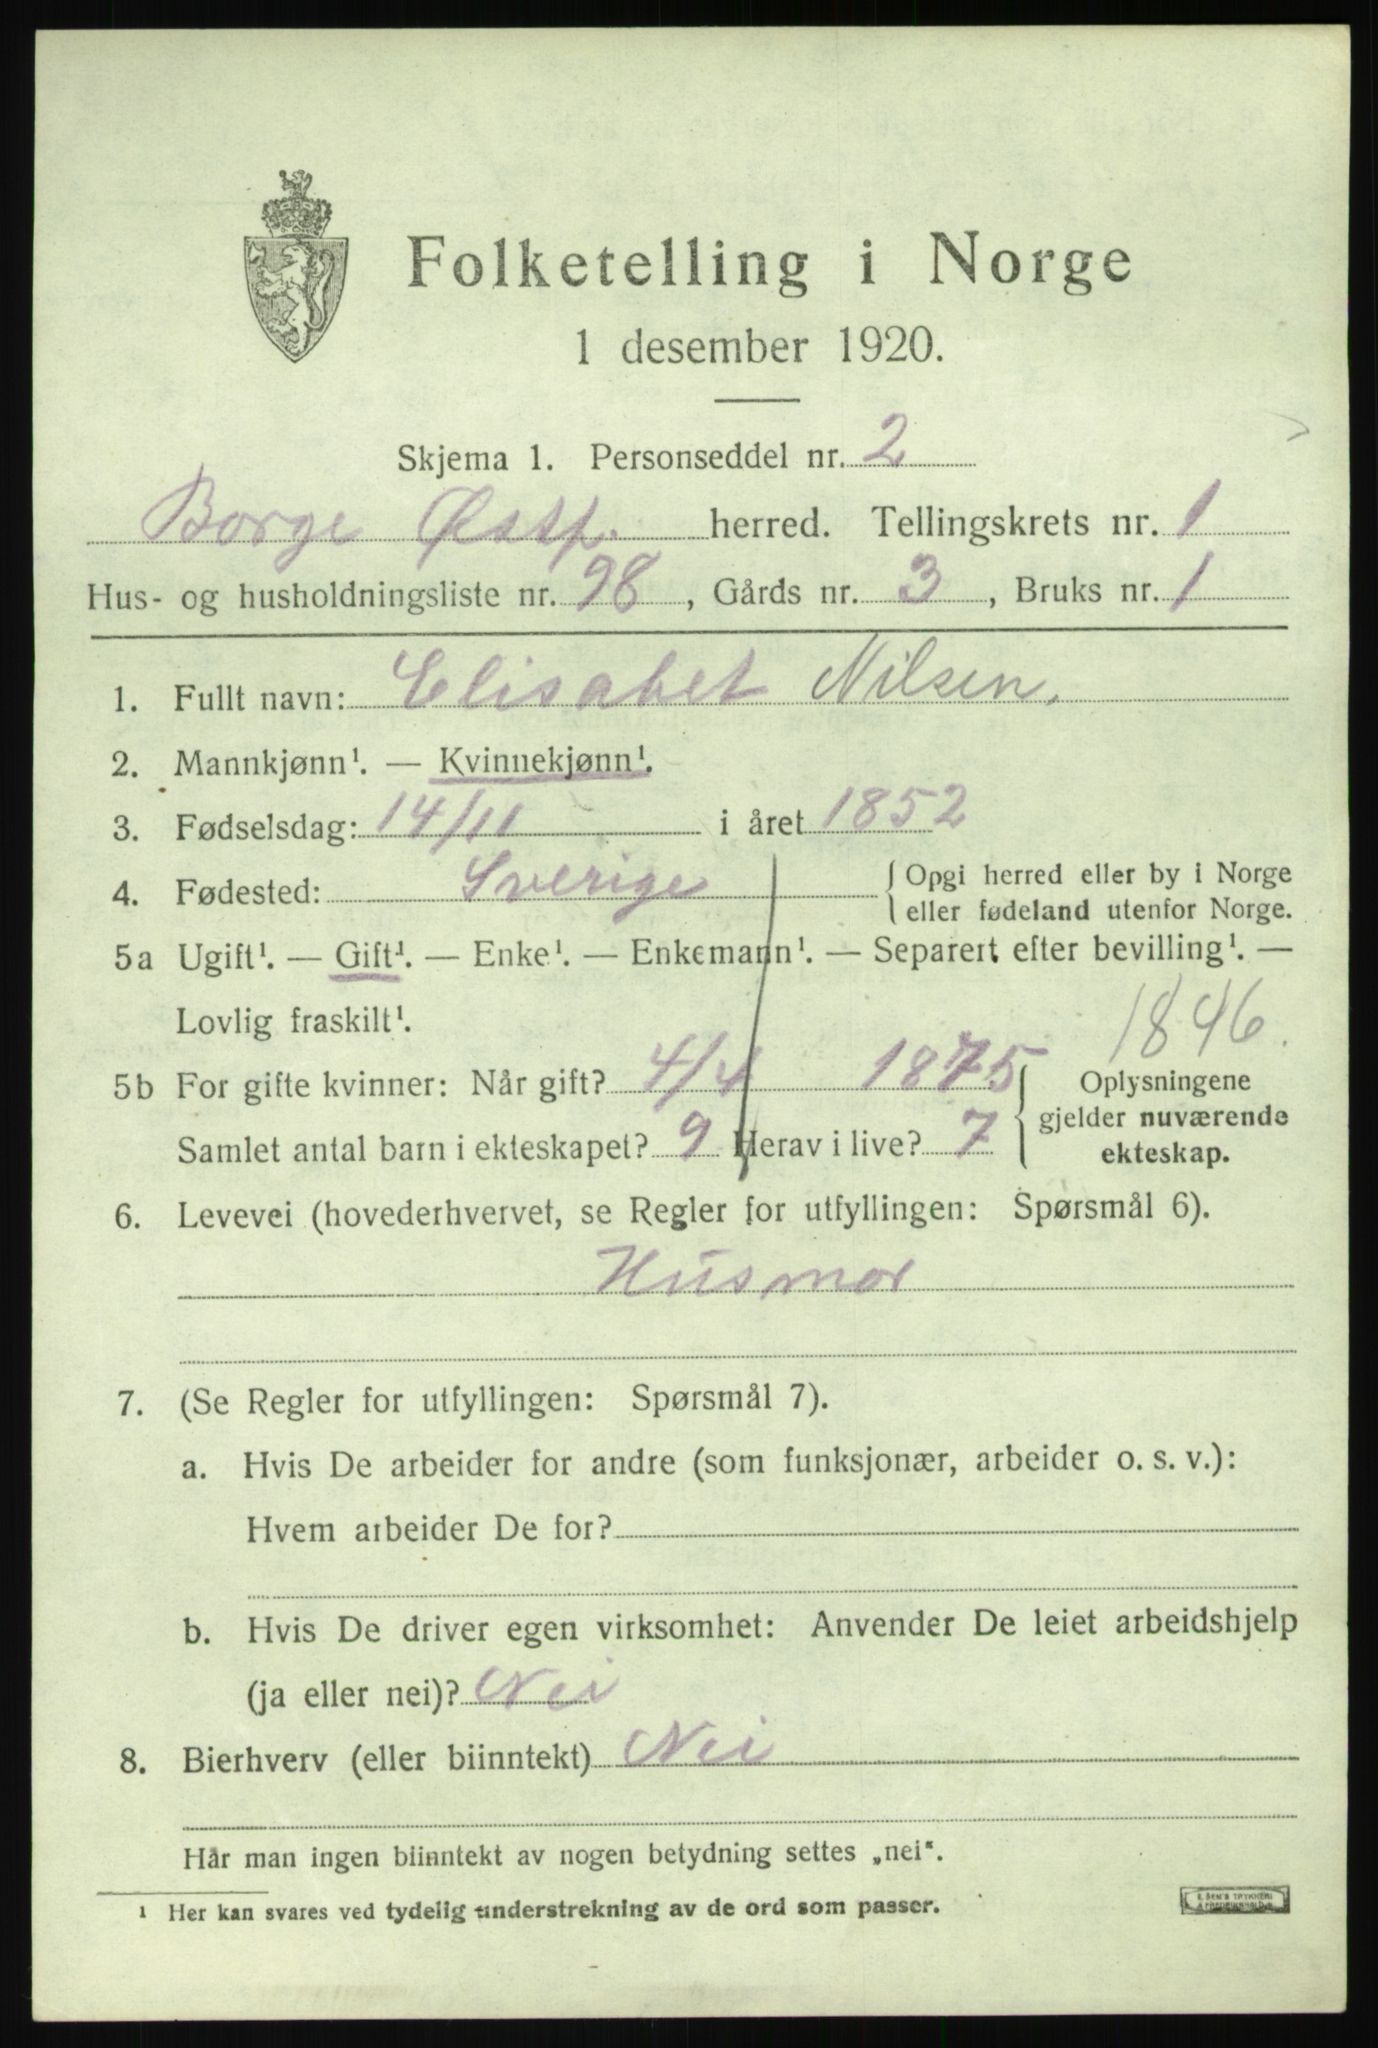 Folketelling i Norge
1 desember 1920.
Skjema 1. Personseddel nr. 2
Borge Østf. herred. Tellingskrets nr. 1
Hus- og husholdningsliste nr. 98, Gårds nr. 3, Bruks nr. 1
1. Fullt navn: Elisabet Nilsen.
2. Mannkjønn¹. — Kvinnekjønn¹.
3. Fødselsdag: 14/11 i året 1852
4. Fødested: Sverige { Opgi herred eller by i Norge
eller fødeland utenfor Norge.
5a Ugift¹. — Gift¹. — Enke¹. — Enkemann¹. — Separert efter bevilling¹. —
Lovlig fraskilt¹.
1846.
5b For gifte kvinner: Når gift? 4/4 1875 { Oplysningene
gjelder nuværende
Samlet antal barn i ekteskapet? 9 Herav i live? 7 ekteskap.
6. Levevei (hovederhvervet, se Regler for utfyllingen: Spørsmål 6).
Husmor
7. (Se Regler for utfyllingen: Spørsmål 7).
a. Hvis De arbeider for andre (som funksjonær, arbeider o. s. v.):
Hvem arbeider De for?
b. Hvis De driver egen virksomhet: Anvender De leiet arbeidshjelp
(ja eller nei)? Nei
8. Bierhverv (eller biinntekt) Nei
Hår man ingen biinntekt av nogen betydning settes „nei".
¹ Her kan svares ved tydelig understrekning av de ord som passer.